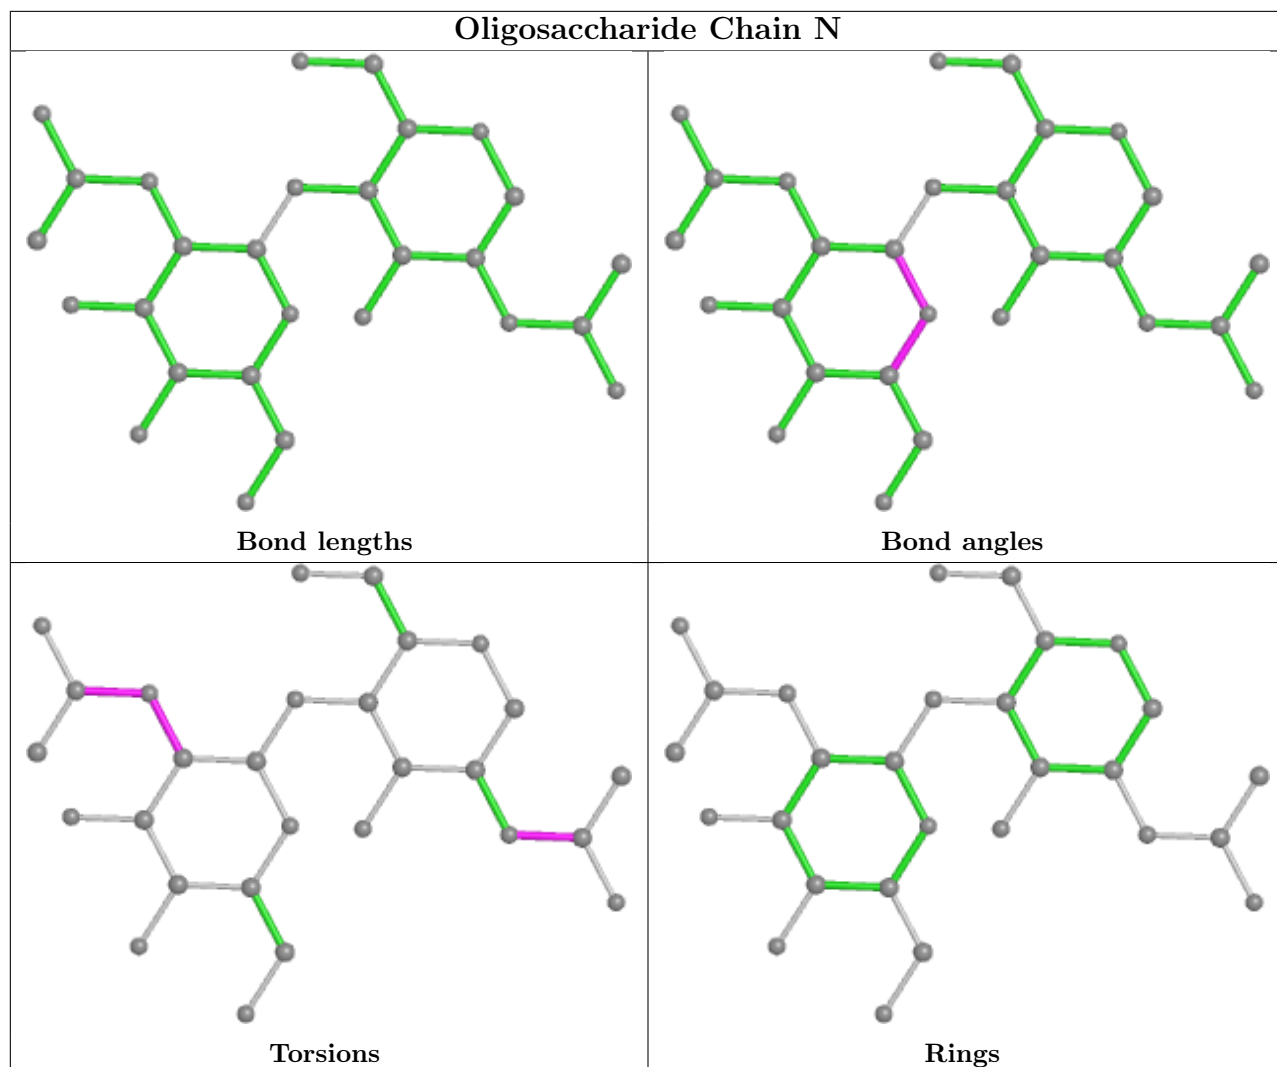 Oligosaccharide Chain N
Bond lengths
Bond angles
Torsions
Rings